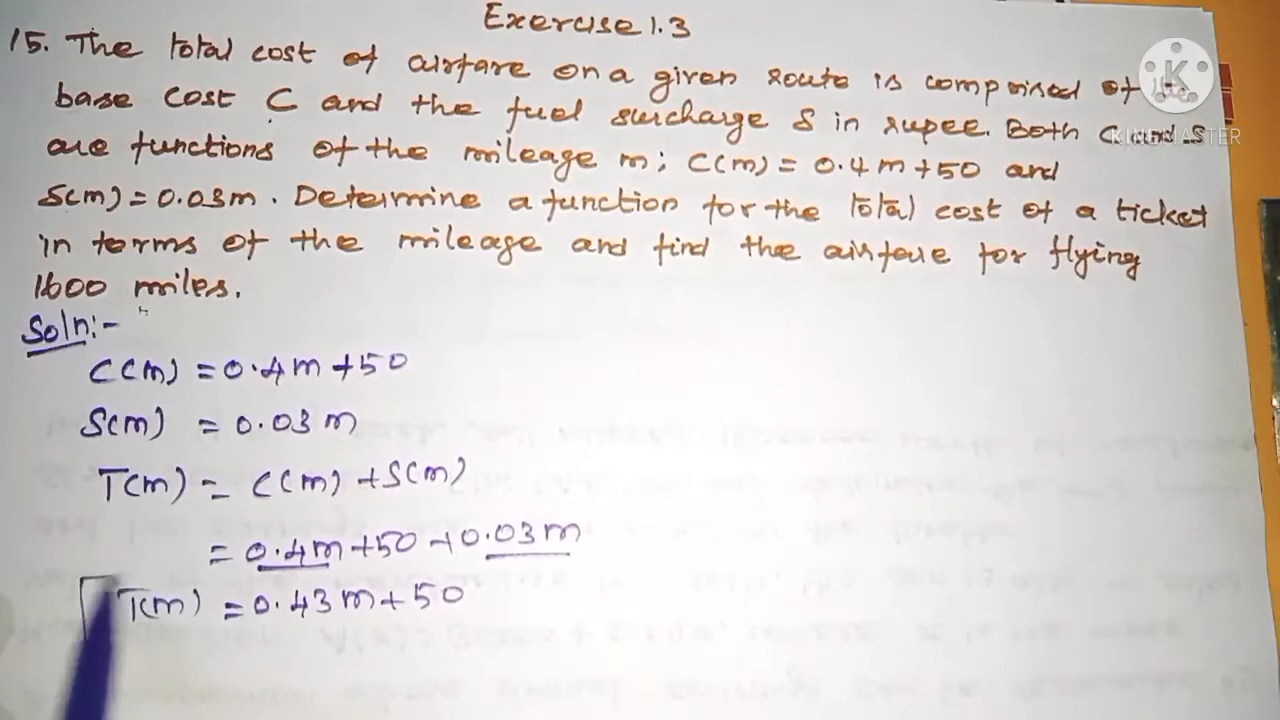 Exercise 1.3
15. The total cost of airfare on a given route is comprised of
base cost C and the fuel surcharge S in rupee. Both C and S
are functions of the mileage m; C(m) = 0.4m+50 and
S(m) = 0.03m. Determine a function for the total cost of a ticket
in terms of the mileage and find the airfare for flying
1600 miles.
Soln:-
C(m) = 0.4m+50
S(m) = 0.03m
T(m) = C(m)+S(m)
= 0.4m+50+0.03m
T(m) = 0.43m+50
K
KINEMASTER